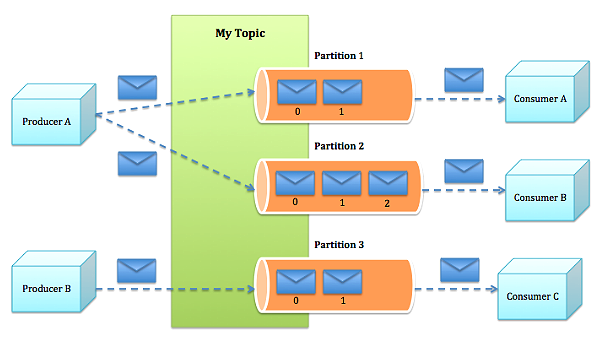 My Topic
Partition 1
0 1
Producer A
Consumer A
Partition 2
0 1 2
Consumer B
Partition 3
0 1
Producer B
Consumer C